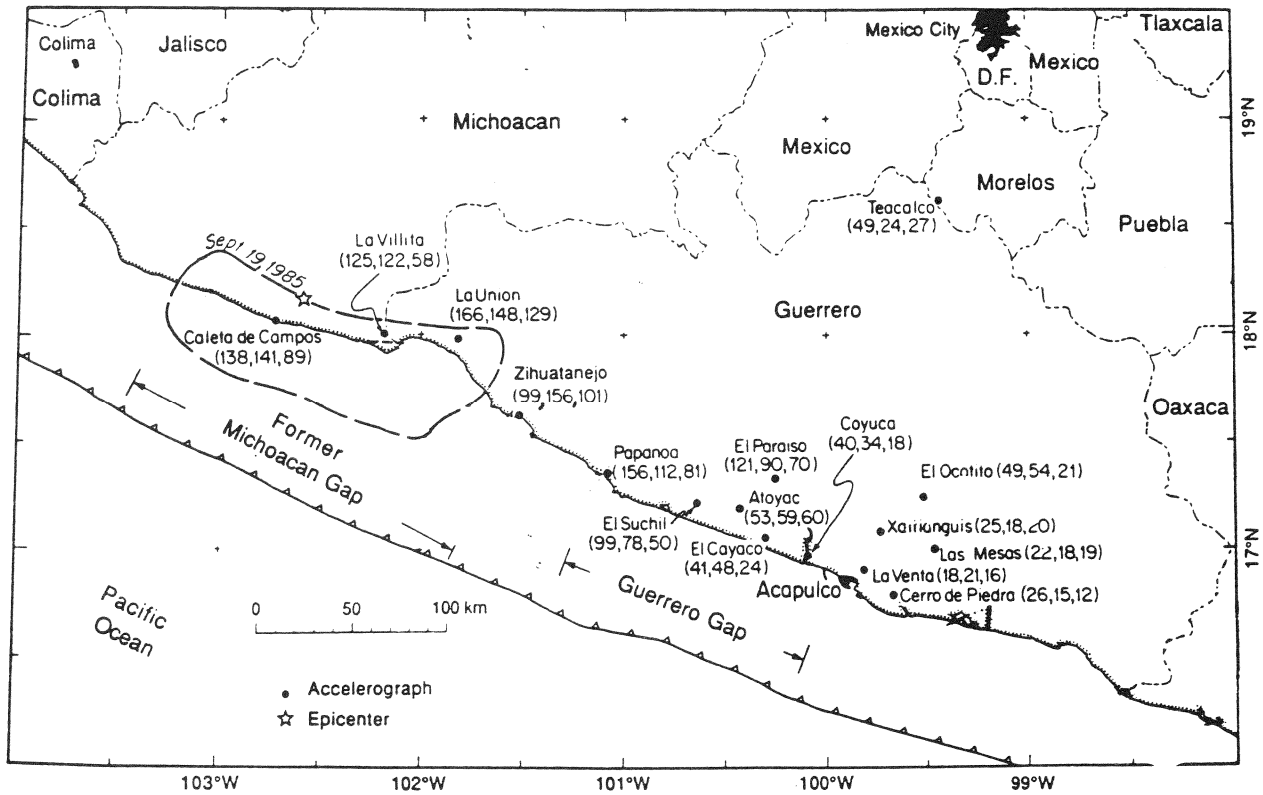 Colima
Jalisco
Mexico City
Tlaxcala
Colima
D.F.
Mexico
Michoacan
Mexico
Morelos
19°N
Teacalco
(49,24,27)
Puebla
Sept 19, 1985
La Villita
(125,122,58)
La Union
(166,148,129)
Guerrero
18°N
Caleta de Campos
(138,141,89)
Zihuatanejo
(99,156,101)
Oaxaca
Former
Michoacan Gap
Papanoa
(156,112,81)
El Paraiso
(121,90,70)
Coyuca
(40,34,18)
El Ocotito (49,54,21)
Atoyac
(53,59,60)
El Suchil
(99,78,50)
El Cayaco
(41,48,24)
(25,18,20)
Las Mesas (22,18,19)
17°N
La Venta (18,21,16)
Acapulco
Cerro de Piedra (26,15,12)
Guerrero Gap
Pacific
Ocean
0 50 100 km
Accelerograph
Epicenter
103°W 102°W 101°W 100°W 99°W